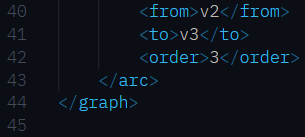 40 <from>v2</from>
41 <to>v3</to>
42 <order>3</order>
43 </arc>
44 </graph>
45